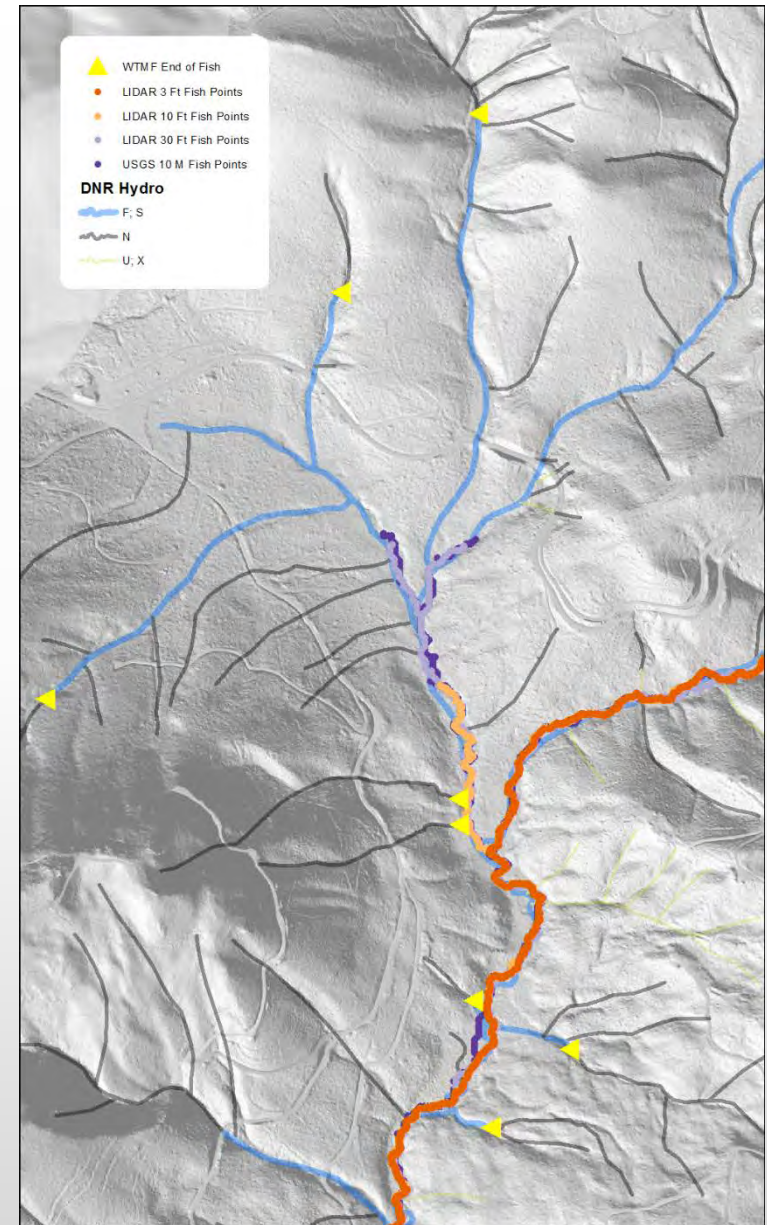 WTMF End of Fish
LIDAR 3 Ft Fish Points
LIDAR 10 Ft Fish Points
LIDAR 30 Ft Fish Points
USGS 10 M Fish Points
DNR Hydro
F; S
N
U; X